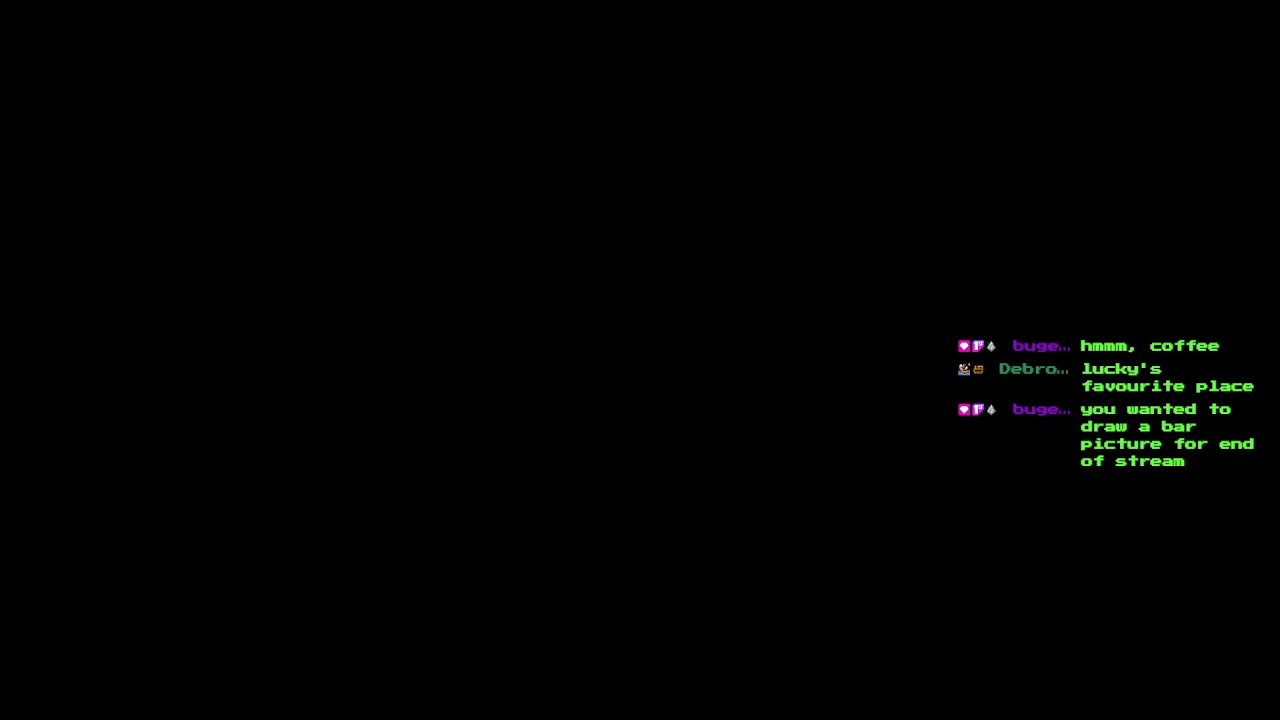 buge... hmmm, coffee
Debro... lucky's
favourite place
buge... you wanted to
draw a bar
picture for end
of stream